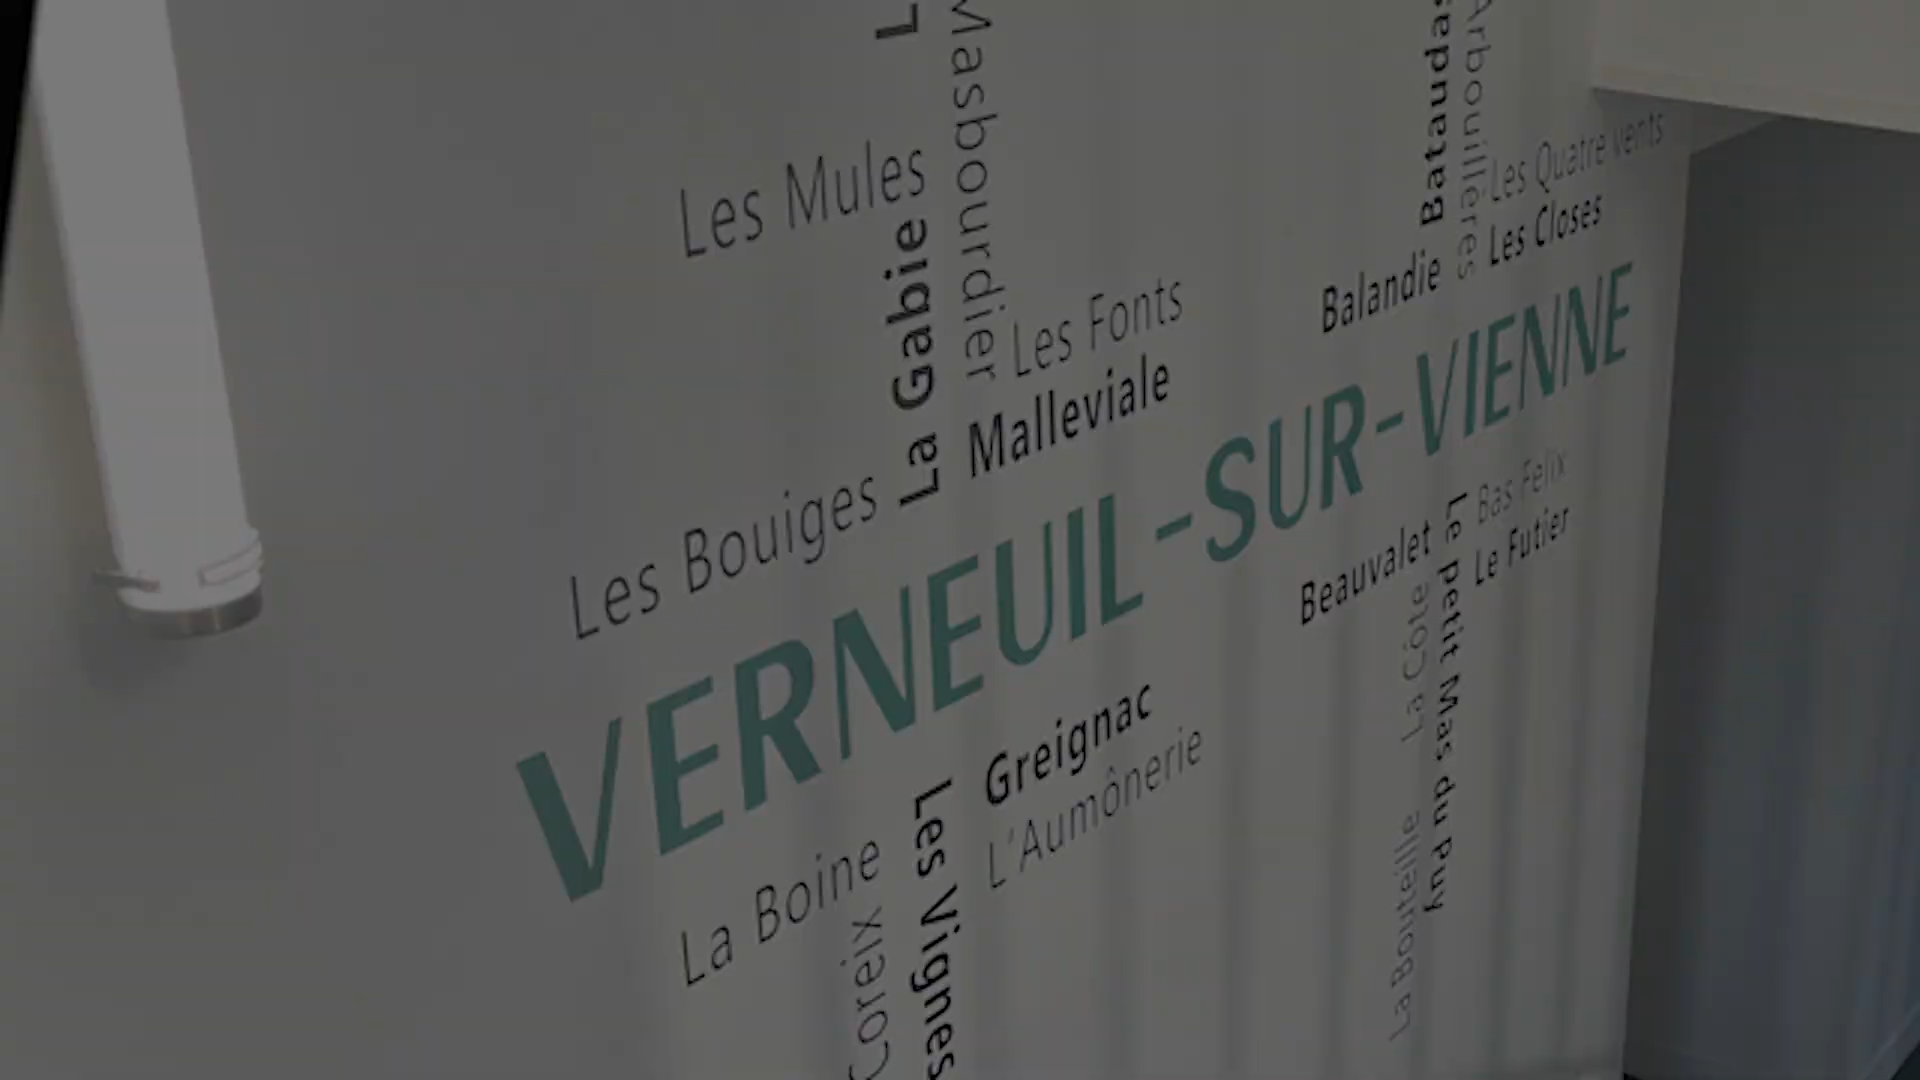 Masbourdier
Les Mules
La Gabie
Les Fonts
Malleviale
Les Bouiges
Bataudas
Arbouillères
Les Quatre vents
Les Closes
Balandie
VERNEUIL-SUR-VIENNE
Greignac
L'Aumônerie
La Boine
Les Vignes
Coreix
Beauvalet
Bas Felix
Le Futier
Le petit Mas du Puy
La Côte
La Bouteille